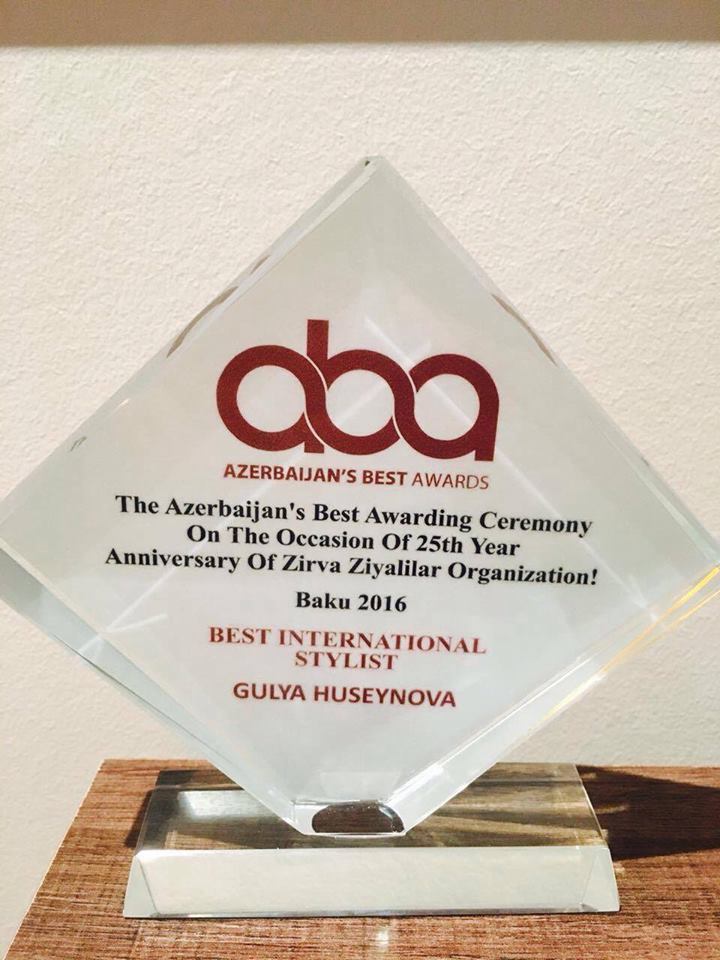 aba
AZERBAIJAN'S BEST AWARDS
The Azerbaijan's Best Awarding Ceremony
On The Occasion Of 25th Year
Anniversary Of Zirva Ziyalilar Organization!
Baku 2016
BEST INTERNATIONAL
STYLIST
GULYA HUSEYNOVA